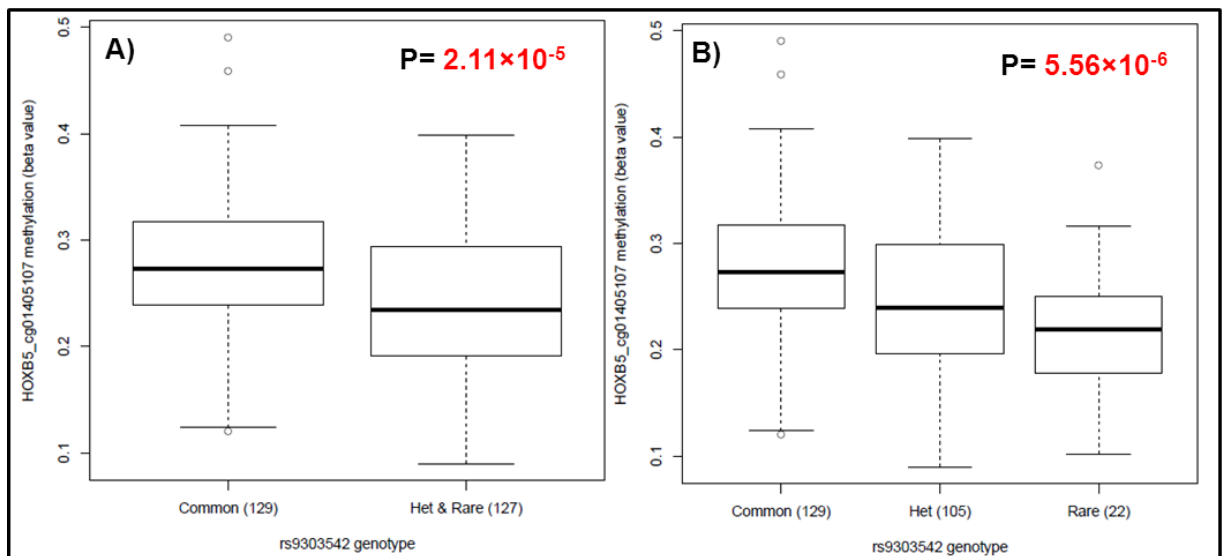 A)
P= 2.11×10-5
HOXB5_cg01405107 methylation (beta value)
0.5
0.4
0.3
0.2
0.1
Common (129) Het & Rare (127)
rs9303542 genotype
B)
P= 5.56×10-6
HOXB5_cg01405107 methylation (beta value)
0.5
0.4
0.3
0.2
0.1
Common (129) Het (105) Rare (22)
rs9303542 genotype